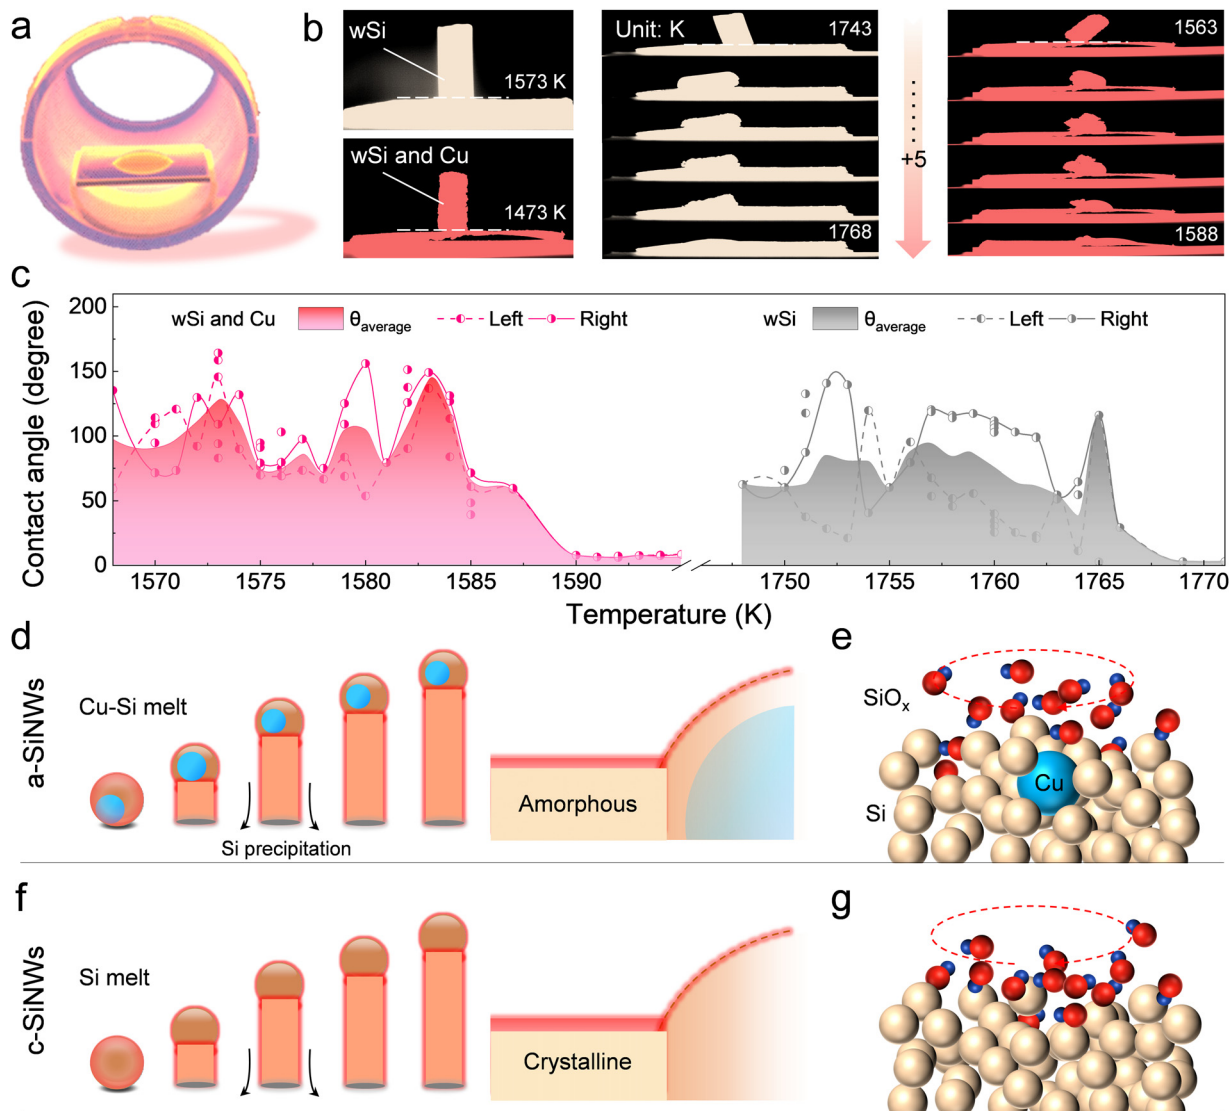 a
b
wSi
1573 K
wSi and Cu
1473 K
Unit: K
1743
1768
+5
1563
1588
c
Contact angle (degree)
200
150
100
50
0
wSi and Cu θaverage Left Right
wSi θaverage Left Right
1570 1575 1580 1585 1590 1750 1755 1760 1765 1770
Temperature (K)
d
a-SiNWs
Cu-Si melt
Si precipitation
Amorphous
e
SiOx
Cu
Si
f
c-SiNWs
Si melt
Crystalline
g